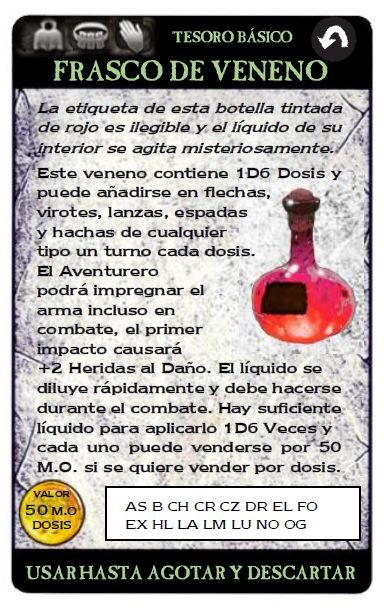 TESORO BÁSICO
FRASCO DE VENENO
La etiqueta de esta botella tintada
de rojo es ilegible y el líquido de su
interior se agita misteriosamente.
Este veneno contiene 1D6 Dosis y
puede añadirse en flechas,
virotes, lanzas, espadas
y hachas de cualquier
tipo un turno cada dosis.
El Aventurero
podrá impregnar el
arma incluso en
combate, el primer
impacto causará
+2 Heridas al Daño. El líquido se
diluye rápidamente y debe hacerse
durante el combate. Hay suficiente
líquido para aplicarlo 1D6 Veces y
cada uno puede venderse por 50
M.O. si se quiere vender por dosis.
VALOR
50 M.O
DOSIS
AS B CH CR CZ DR EL FO
EX HL LA LM LU NO OG
USAR HASTA AGOTAR Y DESCARTAR